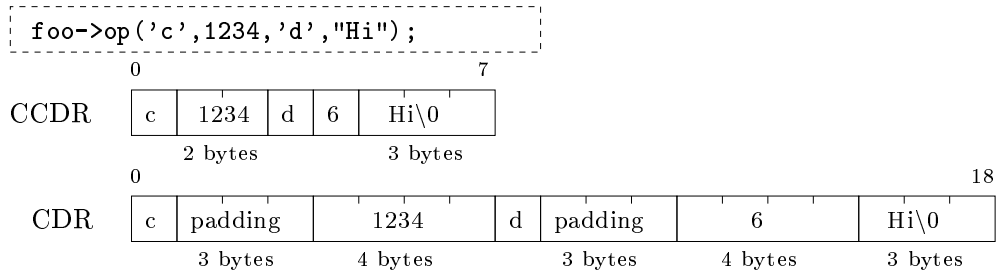 foo->op('c',1234,'d',"Hi");
0 7
CCDR c 1234 d 6 Hi\0
2 bytes 3 bytes
0 18
CDR c padding 1234 d padding 6 Hi\0
3 bytes 4 bytes 3 bytes 4 bytes 3 bytes